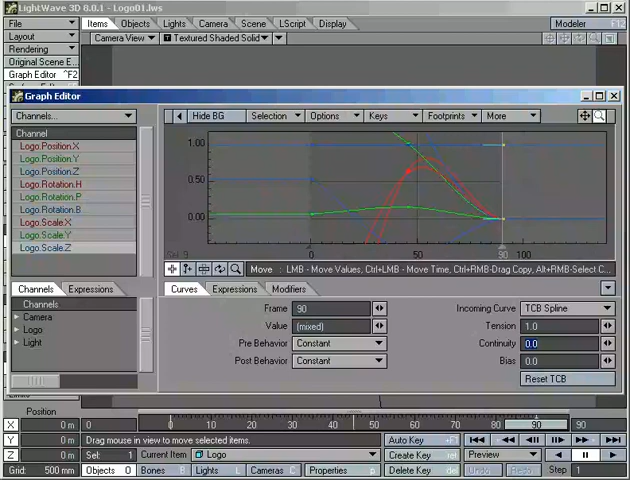 LightWave 3D 8.0.1 - Logo01.lws
File
Items Objects Lights Camera Scene LScript Display Modeler F12
Layout
Camera View Textured Shaded Solid
Rendering
Original Scene E...
Graph Editor ^F2
Graph Editor
Channels...
Hide BG Selection Options Keys Footprints More
Channel
Logo.Position.X
Logo.Position.Y
Logo.Position.Z
Logo.Rotation.H
Logo.Rotation.P
Logo.Rotation.B
Logo.Scale.X
Logo.Scale.Y
Logo.Scale.Z
1.00
0.50
0.00
0 50 90 100
Move : LMB - Move Values, Ctrl+LMB - Move Time, Ctrl+RMB-Drag Copy, Alt+RMB-Select C...
Channels Expressions
Curves Expressions Modifiers
Channels
Camera
Logo
Light
Frame 90
Incoming Curve TCB Spline
Value (mixed)
Tension 1.0
Pre Behavior Constant
Continuity 0.0
Post Behavior Constant
Bias 0.0
Reset TCB
Position
X 0 m 0 0 10 20 30 40 50 60 70 80 90 90
Y 0 m Drag mouse in view to move selected items. Auto Key +F1
Z 0 m Sel: 1 Current Item Logo Create Key ret Preview
Grid: 500 mm Objects O Bones B Lights L Cameras C Properties p Delete Key del Undo Redo Step 1